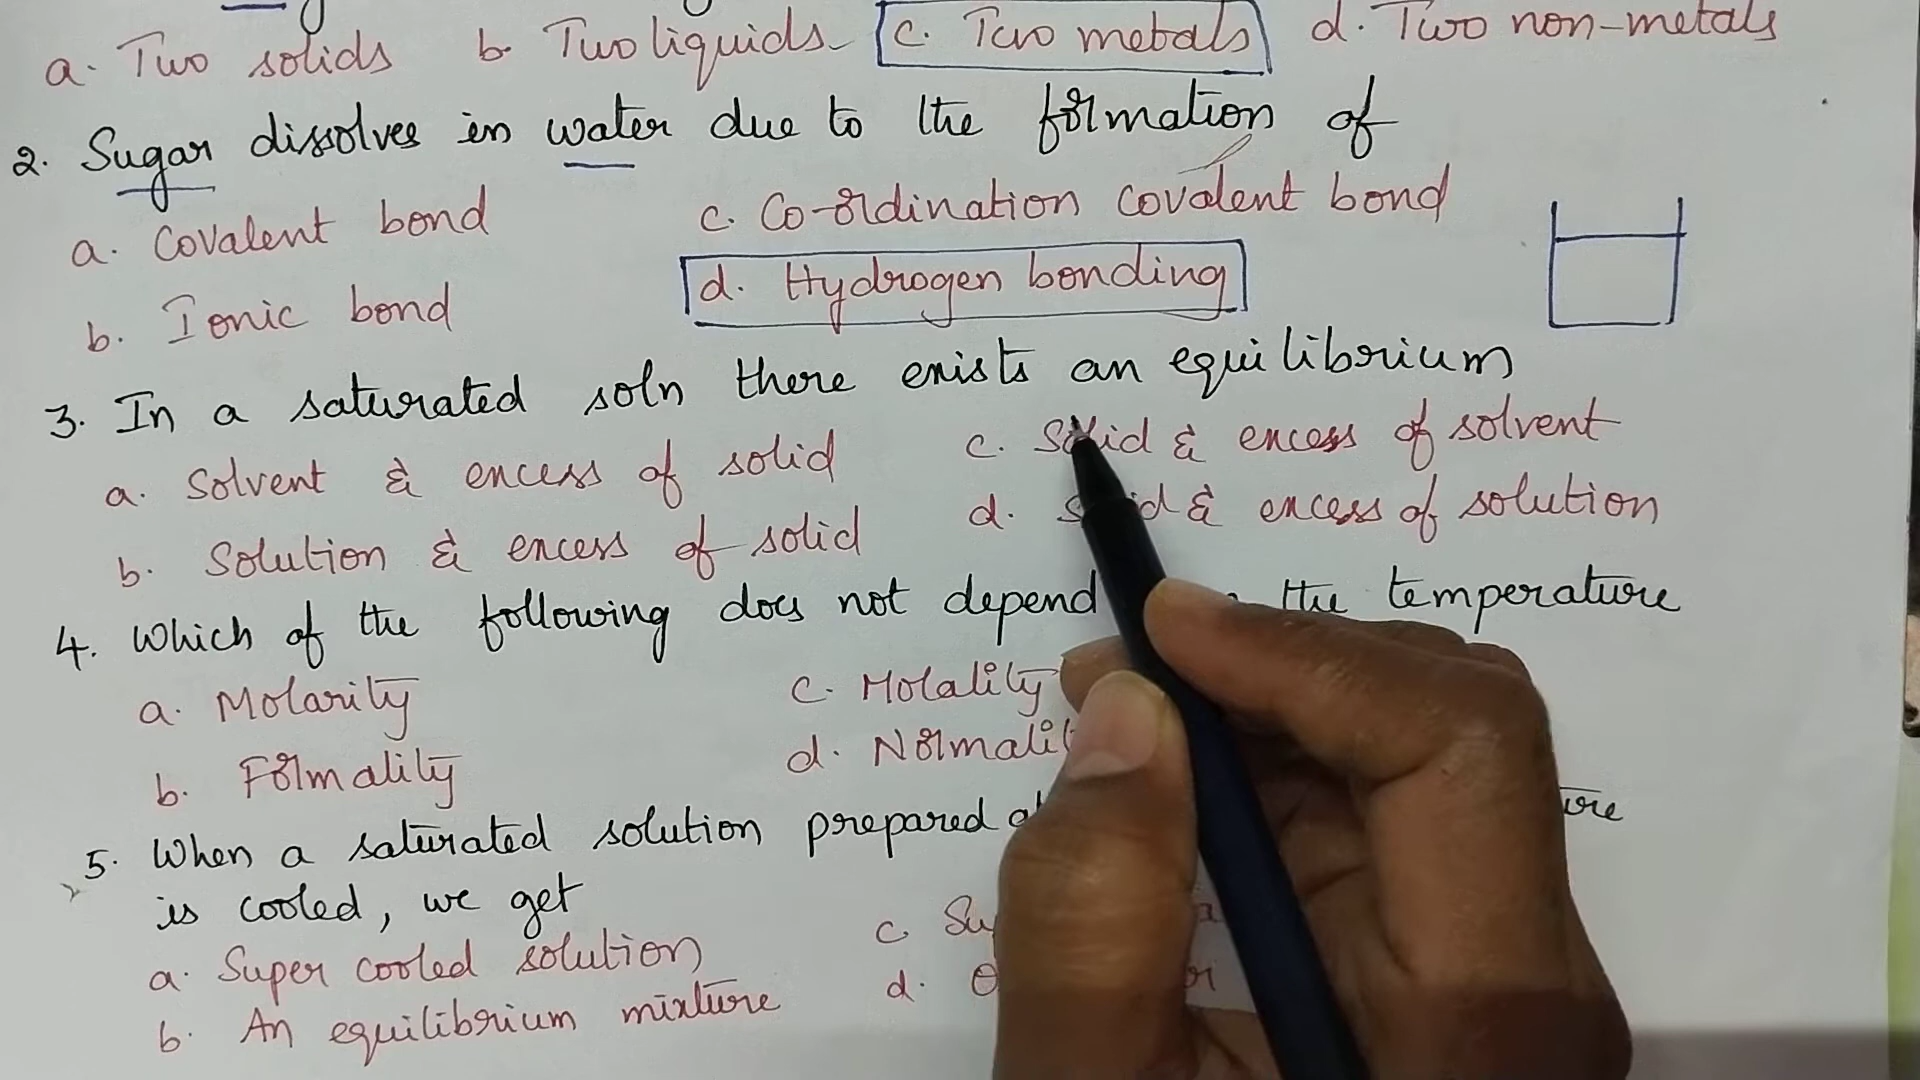 a. Two solids b. Two liquids c. Two metals d. Two non-metals
2. Sugar dissolves in water due to the formation of
a. Covalent bond c. Co-ordination covalent bond
b. Ionic bond d. Hydrogen bonding
3. In a saturated soln there exists an equilibrium
a. Solvent & excess of solid c. Solid & excess of solvent
b. Solution & excess of solid d. & excess of solution
4. Which of the following does not depend the temperature
a. Molarity c. Molality
b. Formality d.
5. When a saturated solution prepared
is cooled, we get
a. Super cooled solution c.
b. An equilibrium mixture d.